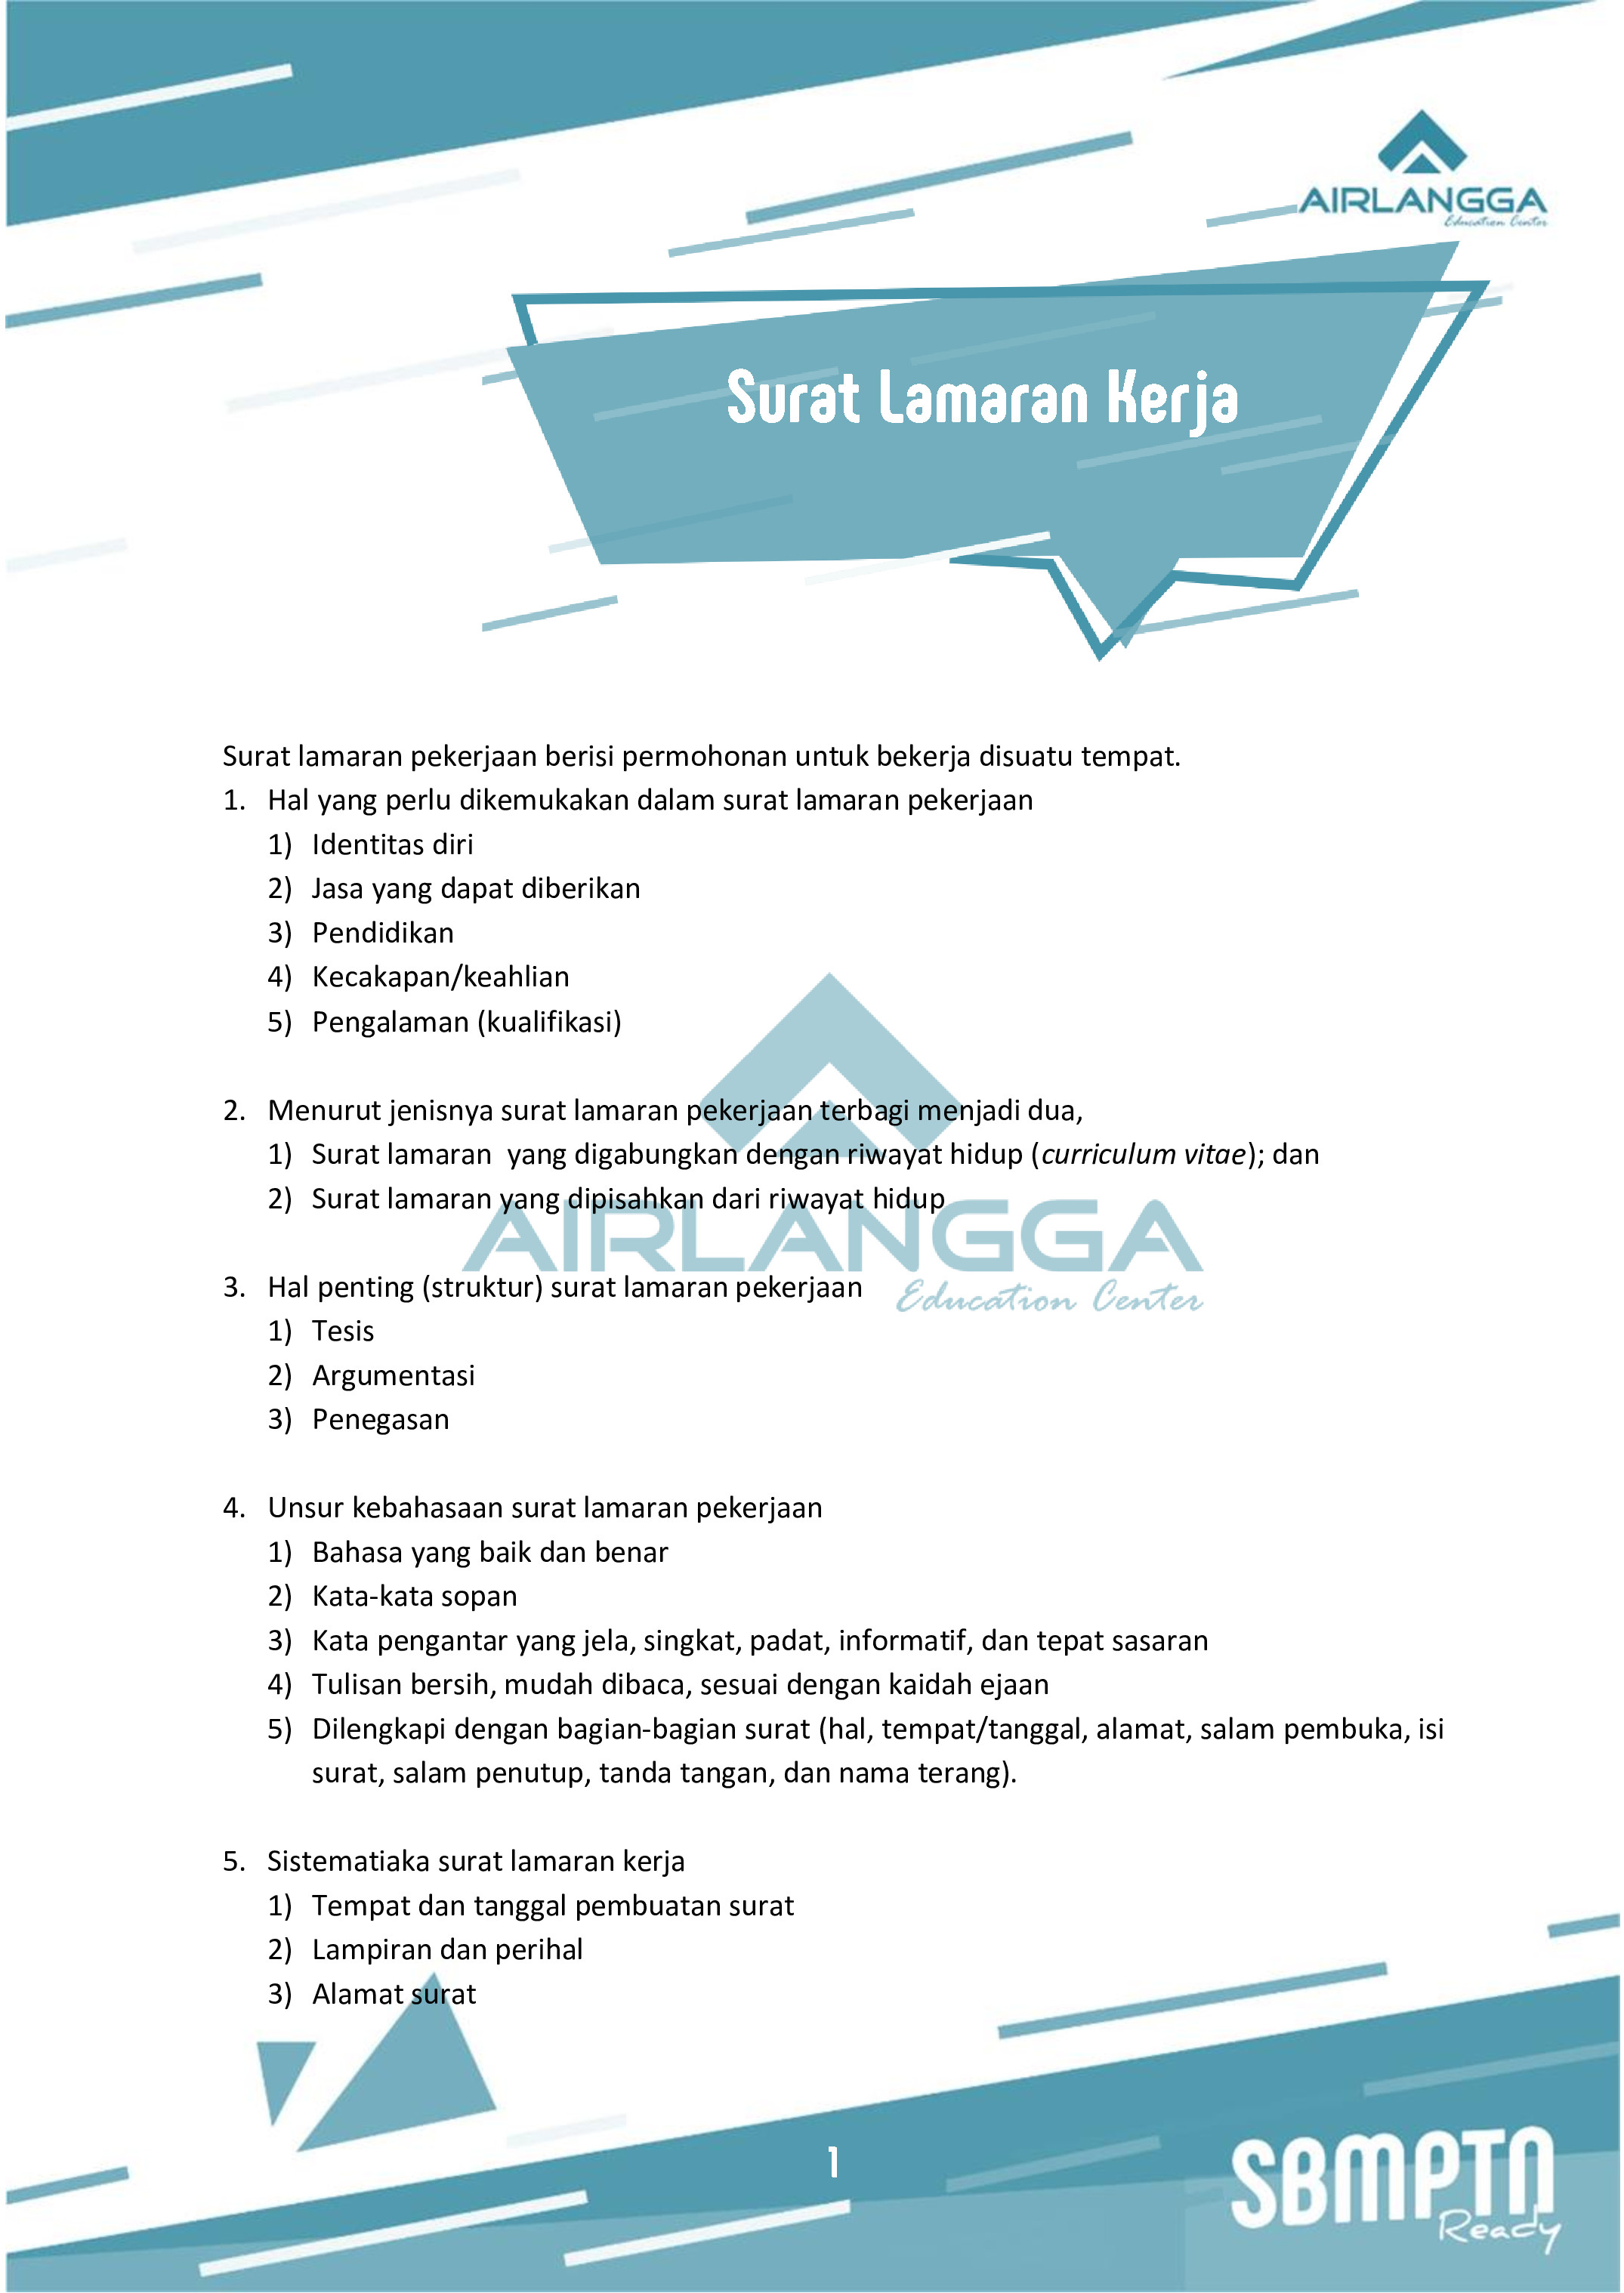 AIRLANGGA
Education Center
Surat Lamaran Kerja
Surat lamaran pekerjaan berisi permohonan untuk bekerja disuatu tempat.
1. Hal yang perlu dikemukakan dalam surat lamaran pekerjaan
1) Identitas diri
2) Jasa yang dapat diberikan
3) Pendidikan
4) Kecakapan/keahlian
5) Pengalaman (kualifikasi)
2. Menurut jenisnya surat lamaran pekerjaan terbagi menjadi dua,
1) Surat lamaran yang digabungkan dengan riwayat hidup (curriculum vitae); dan
2) Surat lamaran yang dipisahkan dari riwayat hidup
AIRLANGGA
Education Center
3. Hal penting (struktur) surat lamaran pekerjaan
1) Tesis
2) Argumentasi
3) Penegasan
4. Unsur kebahasaan surat lamaran pekerjaan
1) Bahasa yang baik dan benar
2) Kata-kata sopan
3) Kata pengantar yang jela, singkat, padat, informatif, dan tepat sasaran
4) Tulisan bersih, mudah dibaca, sesuai dengan kaidah ejaan
5) Dilengkapi dengan bagian-bagian surat (hal, tempat/tanggal, alamat, salam pembuka, isi
surat, salam penutup, tanda tangan, dan nama terang).
5. Sistematiaka surat lamaran kerja
1) Tempat dan tanggal pembuatan surat
2) Lampiran dan perihal
3) Alamat surat
1
SBMPTN
Ready